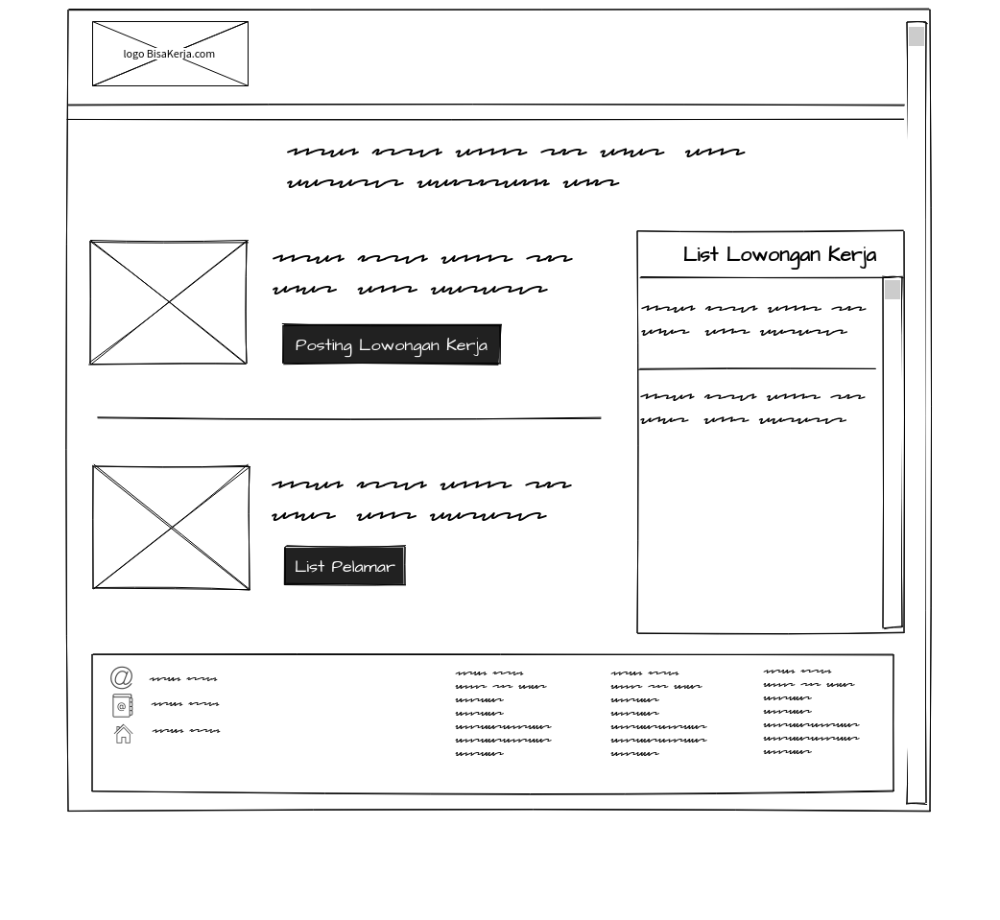 logo BisaKerja.com
List Lowongan Kerja
Posting Lowongan Kerja
List Pelamar